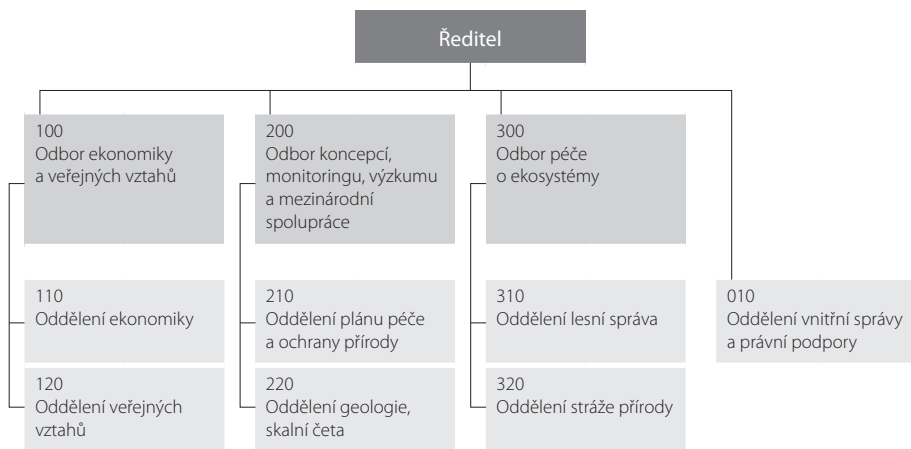 Ředitel
100
Odbor ekonomiky
a veřejných vztahů
200
Odbor koncepcí,
monitoringu, výzkumu
a mezinárodní
spolupráce
300
Odbor péče
o ekosystémy
110
Oddělení ekonomiky
210
Oddělení plánu péče
a ochrany přírody
310
Oddělení lesní správa
010
Oddělení vnitřní správy
a právní podpory
120
Oddělení veřejných
vztahů
220
Oddělení geologie,
skalní četa
320
Oddělení stráže přírody